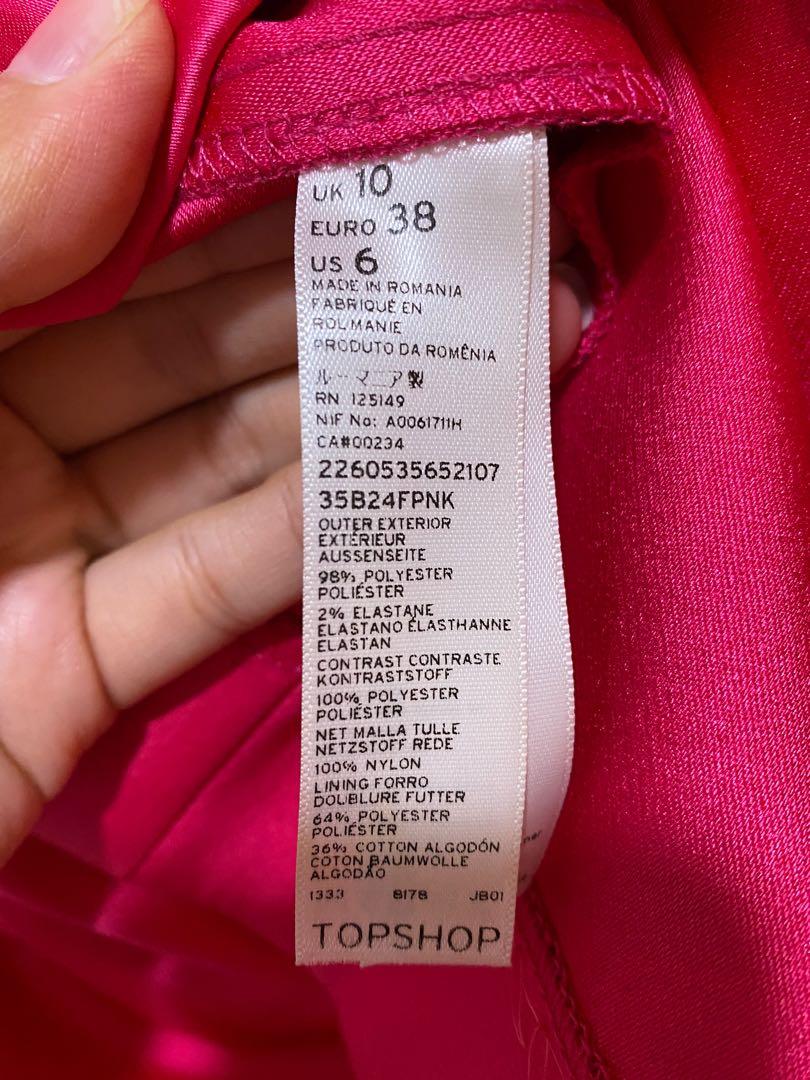 UK 10
EURO 38
US 6
MADE IN ROMANIA
FABRIQUÉ EN
ROUMANIE
PRODUTO DA ROMÊNIA
ルーマニア製
RN 125149
NIF No: A0061711H
CA#00234
2260535652107
35B24FPNK
OUTER EXTERIOR
EXTÉRIEUR
AUSSENSEITE
98% POLYESTER
POLIÉSTER
2% ELASTANE
ELASTANO ÉLASTHANNE
ELASTAN
CONTRAST CONTRASTE
KONTRASTSTOFF
100% POLYESTER
POLIÉSTER
NET MALLA TULLE
NETZSTOFF REDE
100% NYLON
LINING FORRO
DOUBLURE FUTTER
64% POLYESTER
POLIÉSTER
36% COTTON ALGODÓN
COTON BAUMWOLLE
ALGODÃO
1333 8178 JB01
TOPSHOP